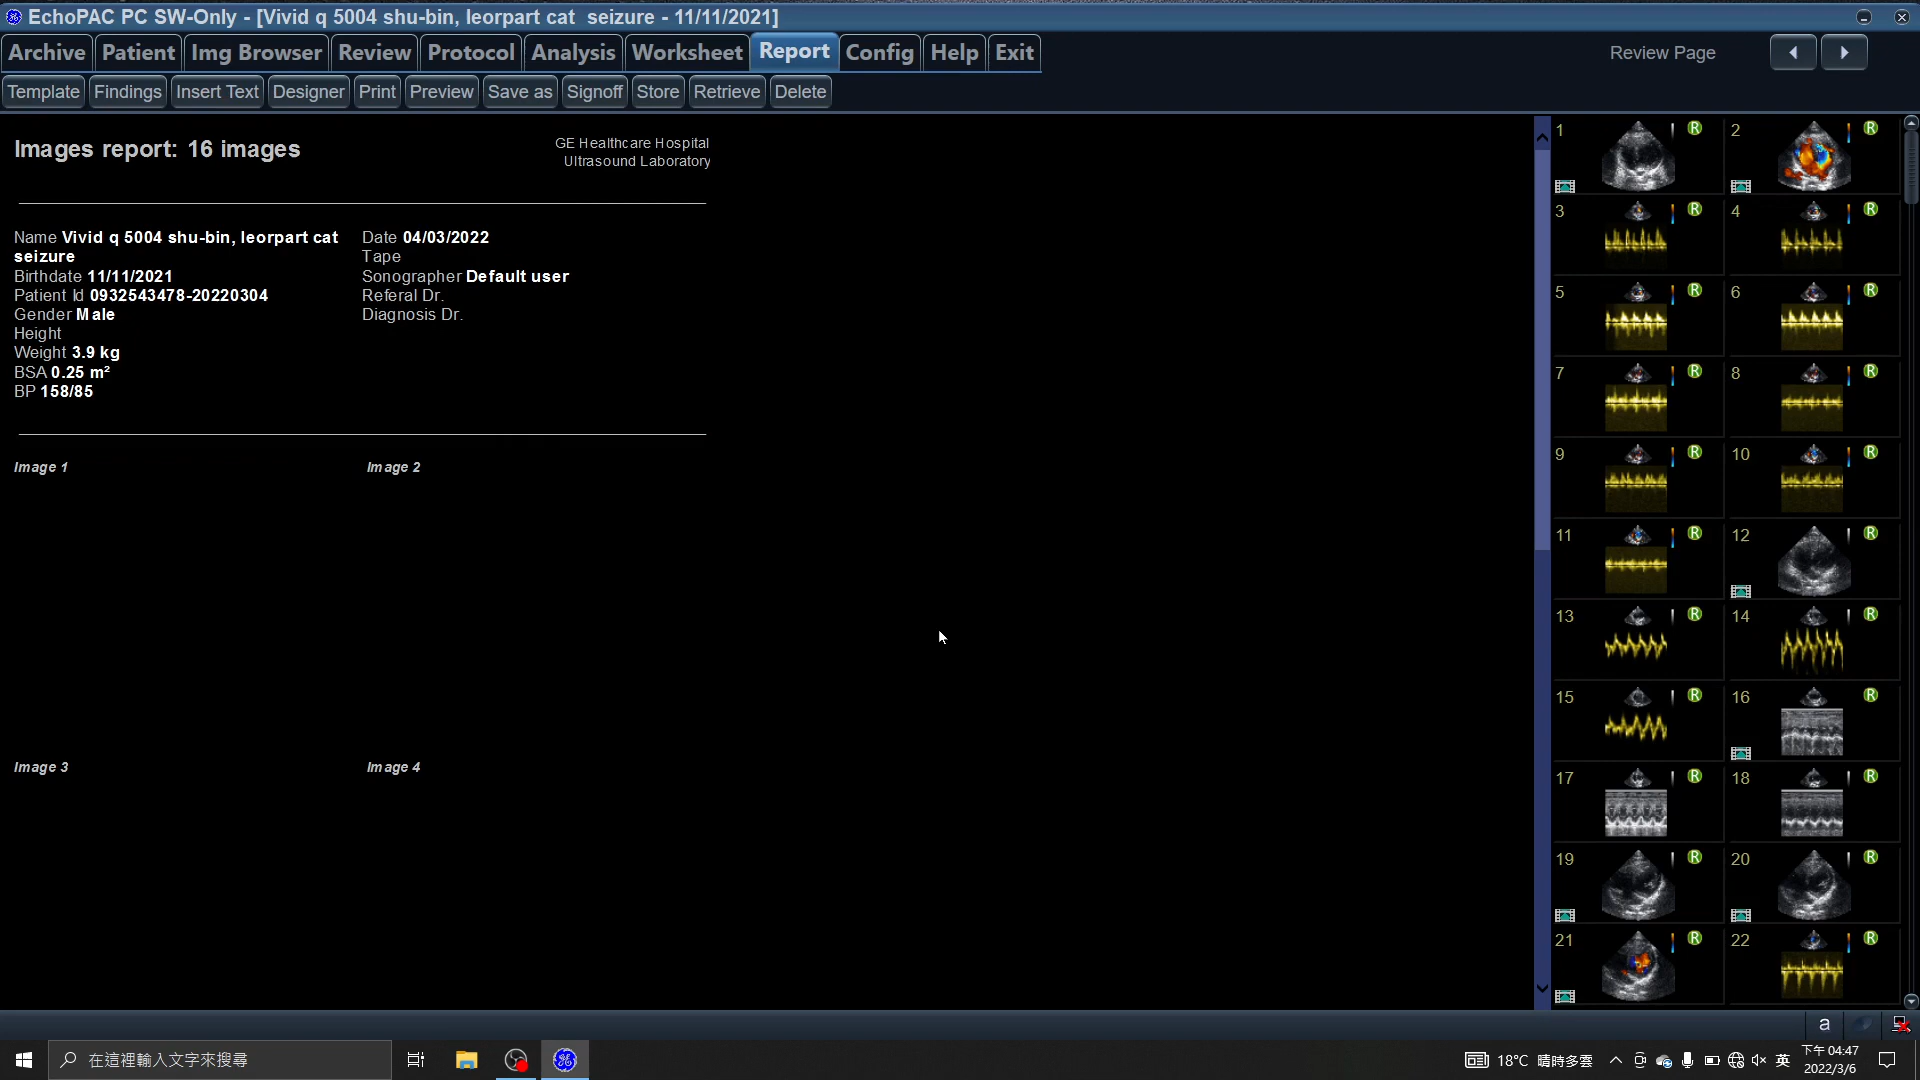 EchoPAC PC SW-Only - [Vivid q 5004 shu-bin, leorpart cat  seizure - 11/11/2021]
Archive Patient Img Browser Review Protocol Analysis Worksheet Report Config Help Exit Review Page
Template Findings Insert Text Designer Print Preview Save as Signoff Store Retrieve Delete
Images report: 16 images
GE Healthcare Hospital
Ultrasound Laboratory
Name Vivid q 5004 shu-bin, leorpart cat
seizure
Birthdate 11/11/2021
Patient Id 0932543478-20220304
Gender Male
Height
Weight 3.9 kg
BSA 0.25 m²
BP 158/85
Date 04/03/2022
Tape
Sonographer Default user
Referal Dr.
Diagnosis Dr.
Image 1
Image 2
Image 3
Image 4
1 R 2 R
3 R 4 R
5 R 6 R
7 R 8 R
9 R 10 R
11 R 12 R
13 R 14 R
15 R 16 R
17 R 18 R
19 R 20 R
21 R 22 R
a
在這裡輸入文字來搜尋
18°C 晴時多雲
英
下午 04:47
2022/3/6